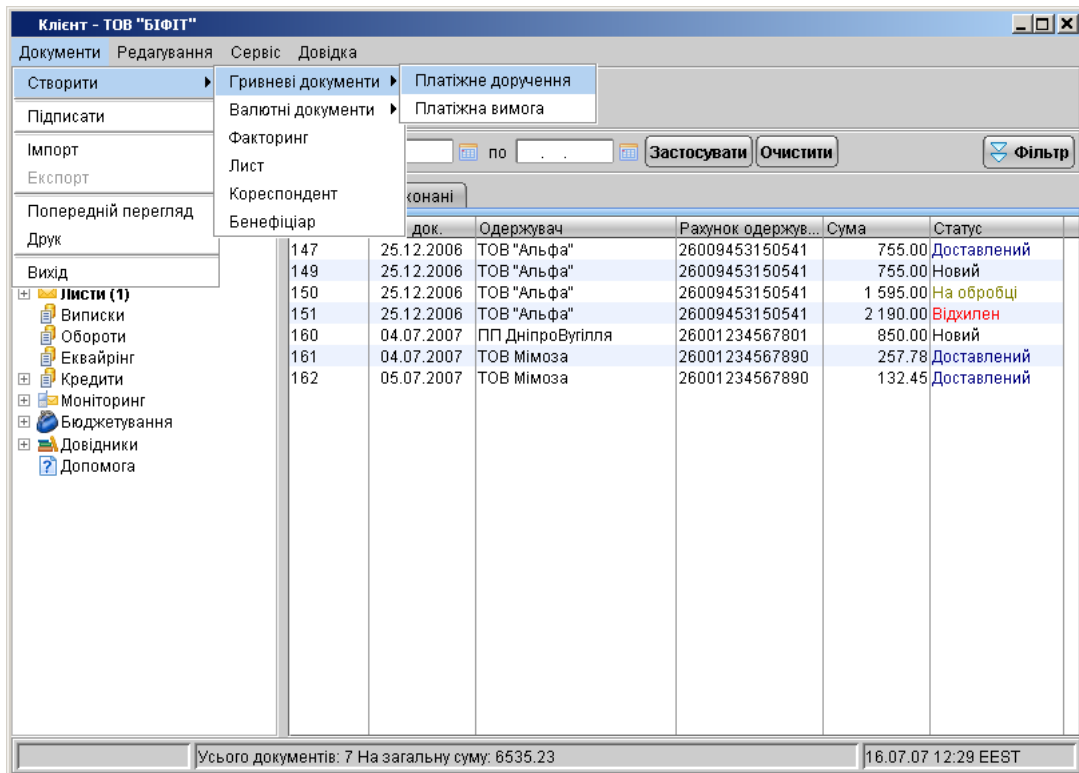 Клієнт - ТОВ "БІФІТ"
Документи Редагування Сервіс Довідка
Створити
Підписати
Імпорт
Експорт
Попередній перегляд
Друк
Вихід
Гривневі документи
Валютні документи
Факторинг
Лист
Кореспондент
Бенефіціар
Платіжне доручення
Платіжна вимога
по . . Застосувати Очистити Фільтр
конані
док. Одержувач Рахунок одержув... Сума Статус
147 25.12.2006 ТОВ "Альфа" 26009453150541 755.00 Доставлений
149 25.12.2006 ТОВ "Альфа" 26009453150541 755.00 Новий
150 25.12.2006 ТОВ "Альфа" 26009453150541 1 595.00 На обробці
151 25.12.2006 ТОВ "Альфа" 26009453150541 2 190.00 Відхилен
160 04.07.2007 ПП ДніпроВугілля 26001234567801 850.00 Новий
161 04.07.2007 ТОВ Мімоза 26001234567890 257.78 Доставлений
162 05.07.2007 ТОВ Мімоза 26001234567890 132.45 Доставлений
Листи (1)
Виписки
Обороти
Еквайрінг
Кредити
Моніторинг
Бюджетування
Довідники
Допомога
Усього документів: 7 На загальну суму: 6535.23
16.07.07 12:29 EEST